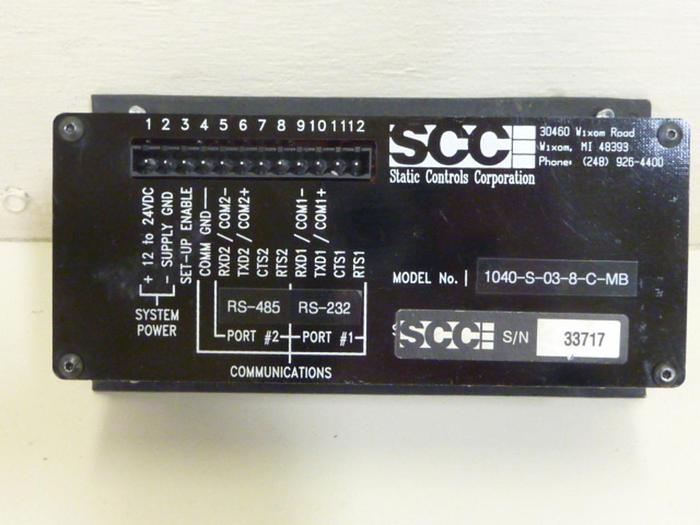 1 2 3 4 5 6 7 8 9 10 11 12
SCC
Static Controls Corporation
30460 Wixom Road
Wixom, MI 48393
Phone: (248) 926-4400
+ 12 to 24VDC
- SUPPLY GND
SET-UP ENABLE
COMM GND
RXD2 / COM2-
TXD2 / COM2+
CTS2
RTS2
RXD1 / COM1-
TXD1 / COM1+
CTS1
RTS1
SYSTEM
POWER
RS-485 RS-232
PORT #2 PORT #1
COMMUNICATIONS
MODEL No. 1040-S-03-8-C-MB
SCC S/N 33717